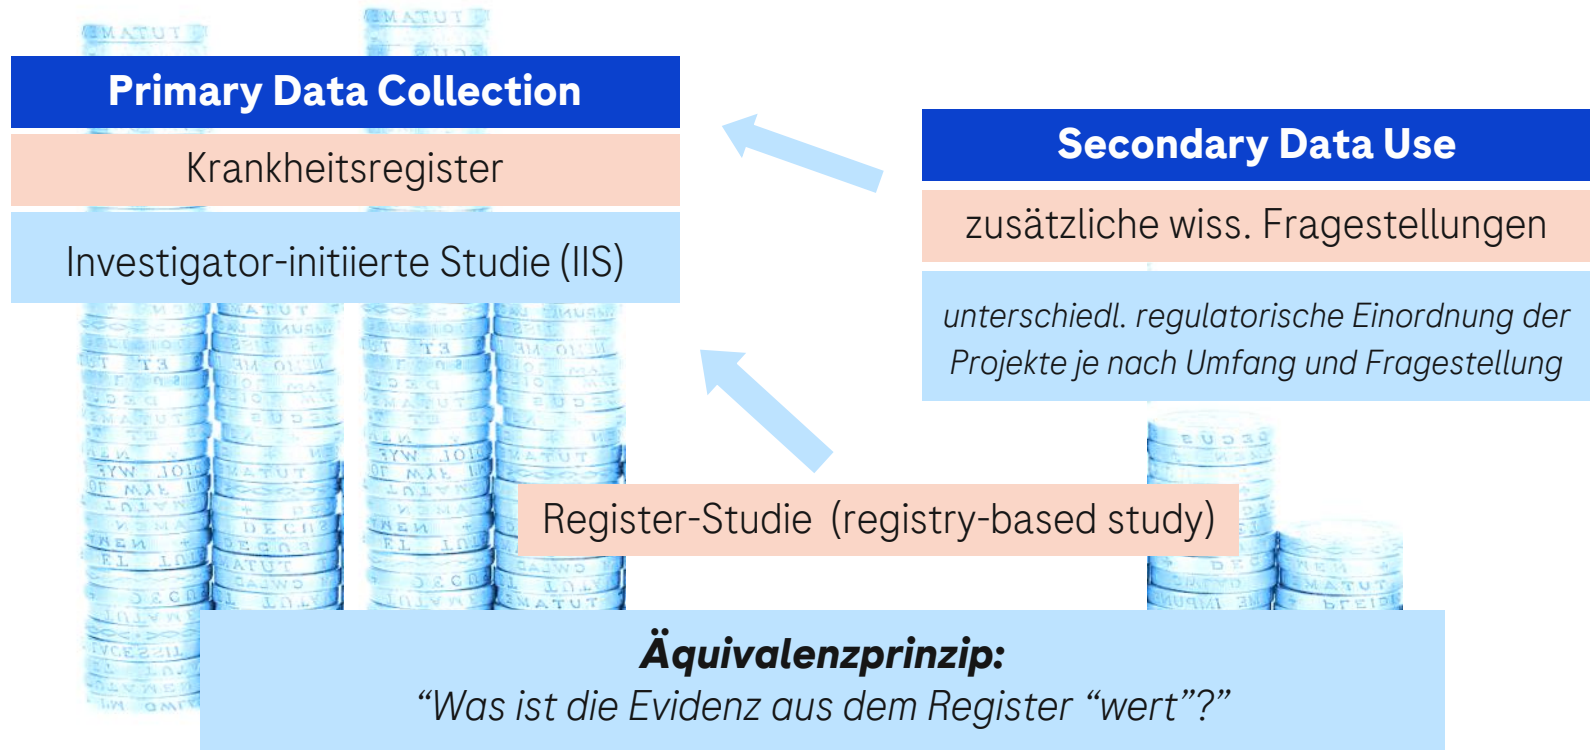 Primary Data Collection
Krankheitsregister
Investigator-initiierte Studie (IIS)
Secondary Data Use
zusätzliche wiss. Fragestellungen
unterschiedl. regulatorische Einordnung der
Projekte je nach Umfang und Fragestellung
Register-Studie (registry-based study)
Äquivalenzprinzip:
“Was ist die Evidenz aus dem Register “wert”?”